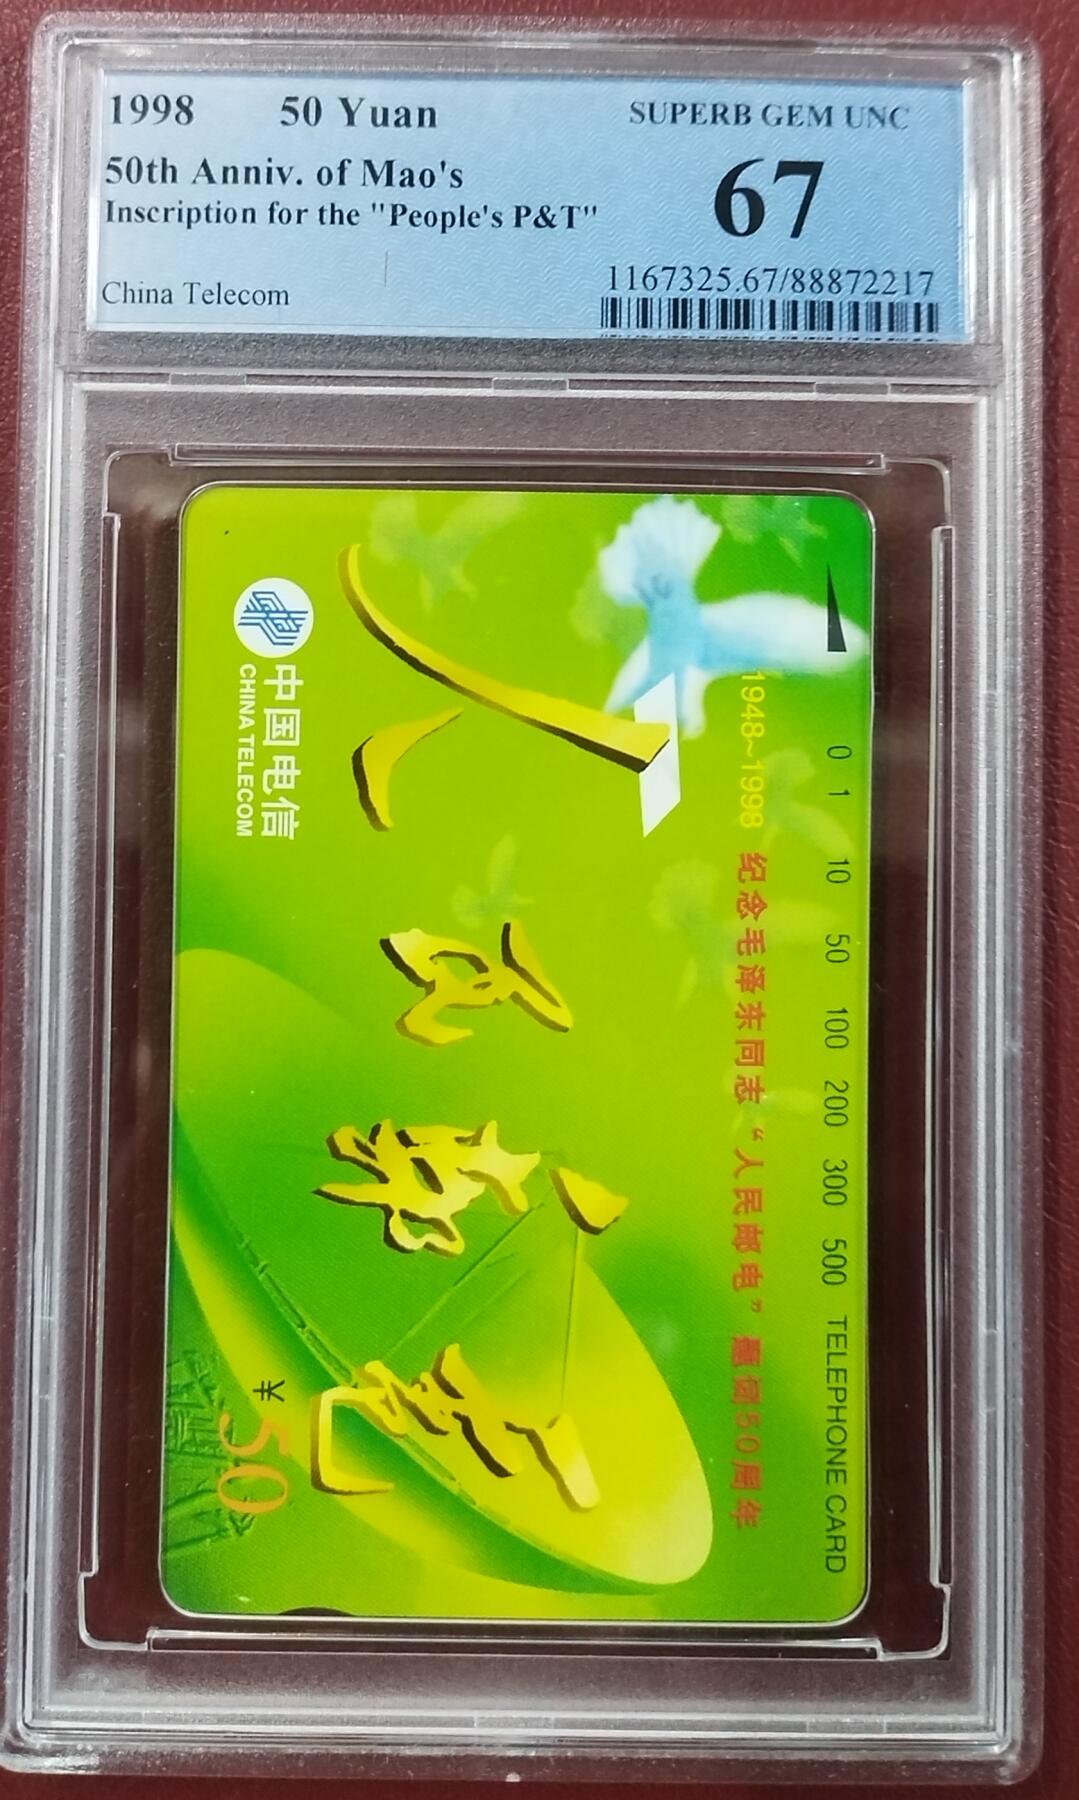 1998 50 Yuan
SUPERB GEM UNC
50th Anniv. of Mao's
Inscription for the "People's P&T"
67
China Telecom
1167325.67/88872217
0 1 10 50 100 200 300 500 TELEPHONE CARD
1948~1998 纪念毛泽东同志“人民邮电”题词50周年
人民邮电
中国电信
CHINA TELECOM
¥50